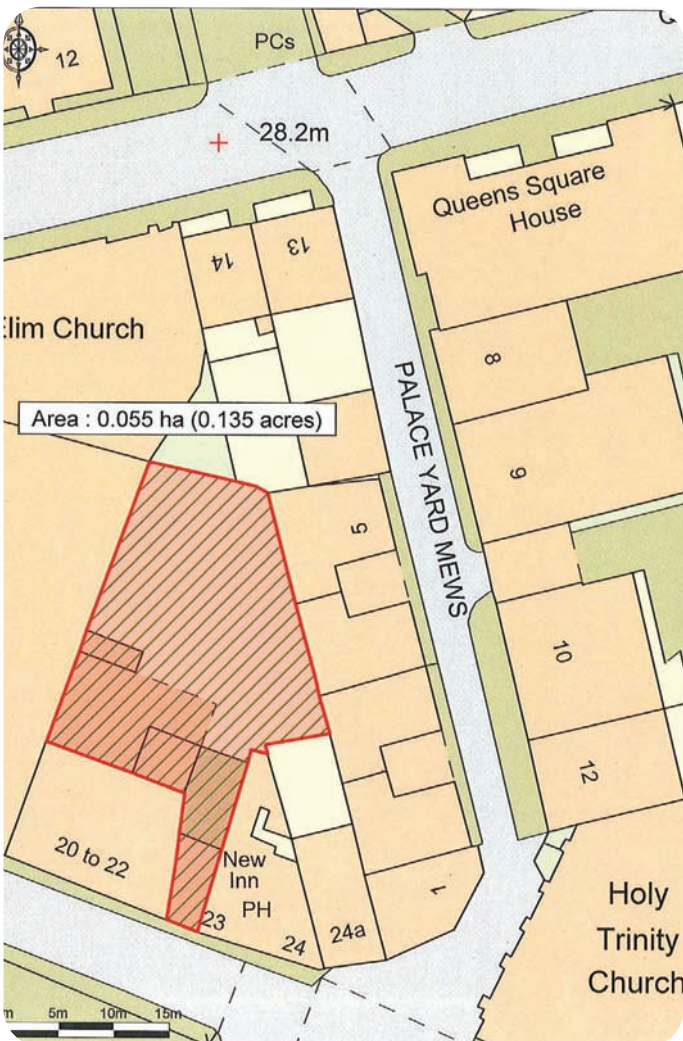 PCs
12
28.2m
Queens Square
House
14
13
Elim Church
8
PALACE YARD MEWS
Area : 0.055 ha (0.135 acres)
9
5
10
12
20 to 22
New
Inn
PH
23
24
24a
1
Holy
Trinity
Church
m
5m
10m
15m